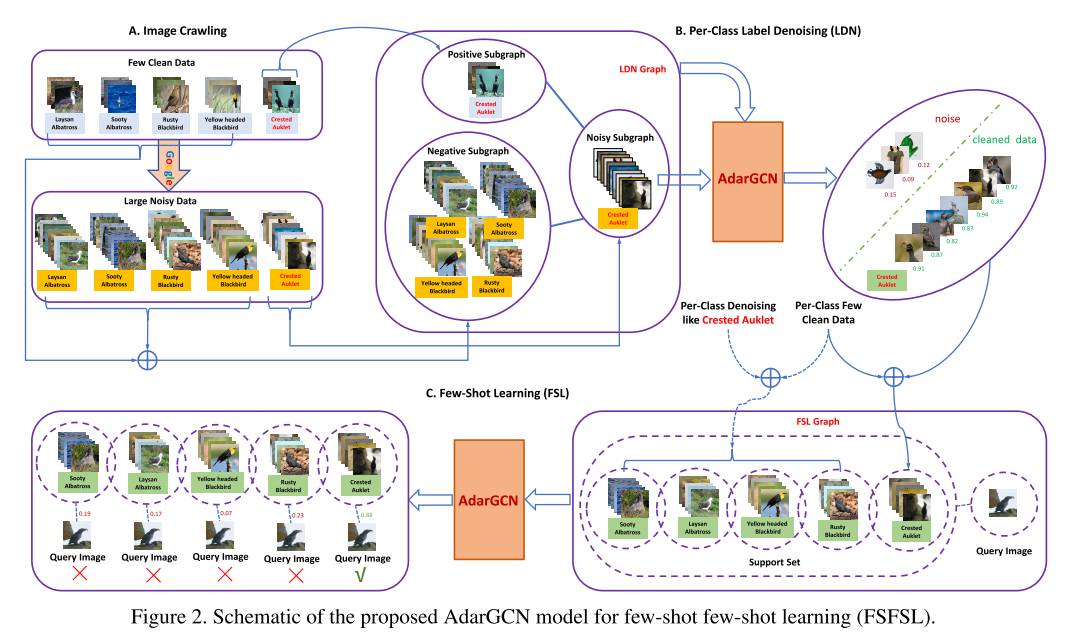 A. Image Crawling
B. Per-Class Label Denoising (LDN)
Few Clean Data
Laysan
Albatross
Sooty
Albatross
Rusty
Blackbird
Yellow headed
Blackbird
Crested
Auklet
Google
Large Noisy Data
Laysan
Albatross
Sooty
Albatross
Rusty
Blackbird
Yellow headed
Blackbird
Crested
Auklet
Positive Subgraph
Crested
Auklet
LDN Graph
Negative Subgraph
Laysan
Albatross
Sooty
Albatross
Yellow headed
Blackbird
Rusty
Blackbird
Noisy Subgraph
Crested
Auklet
AdarGCN
noise
cleaned data
0.12
0.09
0.15
0.92
0.89
0.94
0.82
0.87
0.87
0.91
Crested
Auklet
Per-Class Denoising
like Crested Auklet
Per-Class Few
Clean Data
C. Few-Shot Learning (FSL)
Sooty
Albatross
Laysan
Albatross
Yellow headed
Blackbird
Rusty
Blackbird
Crested
Auklet
0.19
0.17
0.07
0.23
0.88
Query Image
Query Image
Query Image
Query Image
Query Image
AdarGCN
FSL Graph
Sooty
Albatross
Laysan
Albatross
Yellow headed
Blackbird
Rusty
Blackbird
Crested
Auklet
Support Set
Query Image
Figure 2. Schematic of the proposed AdarGCN model for few-shot few-shot learning (FSFSL).